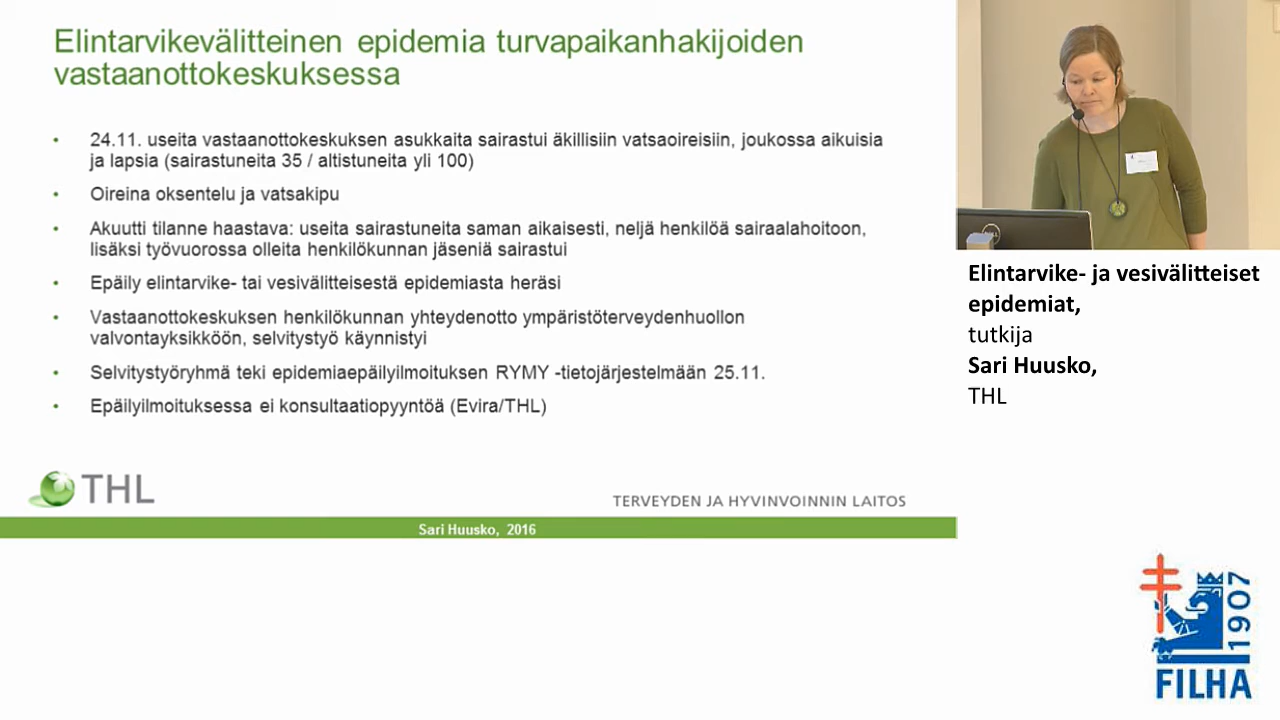 Elintarvikevälitteinen epidemia turvapaikanhakijoiden
vastaanottokeskuksessa
• 24.11. useita vastaanottokeskuksen asukkaita sairastui äkillisiin vatsaoireisiin, joukossa aikuisia
ja lapsia (sairastuneita 35 / altistuneita yli 100)
• Oireina oksentelu ja vatsakipu
• Akuutti tilanne haastava: useita sairastuneita saman aikaisesti, neljä henkilöä sairaalahoitoon,
lisäksi työvuorossa olleita henkilökunnan jäseniä sairastui
• Epäily elintarvike- tai vesivälitteisestä epidemiasta heräsi
• Vastaanottokeskuksen henkilökunnan yhteydenotto ympäristöterveydenhuollon
valvontayksikköön, selvitystyö käynnistyi
• Selvitystyöryhmä teki epidemiaepäilyilmoituksen RYMY -tietojärjestelmään 25.11.
• Epäilyilmoituksessa ei konsultaatiopyyntöä (Evira/THL)
THL
TERVEYDEN JA HYVINVOINNIN LAITOS
Sari Huusko, 2016
Elintarvike- ja vesivälitteiset
epidemiat,
tutkija
Sari Huusko,
THL
1907
FILHA